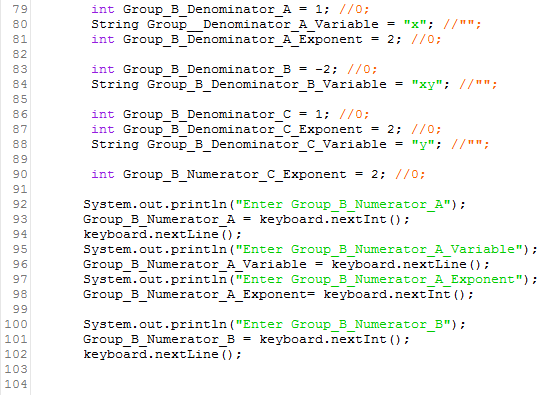 79 int Group_B_Denominator_A = 1; //0;
80 String Group__Denominator_A_Variable = "x"; //"";
81 int Group_B_Denominator_A_Exponent = 2; //0;
82
83 int Group_B_Denominator_B = -2; //0;
84 String Group_B_Denominator_B_Variable = "xy"; //"";
85
86 int Group_B_Denominator_C = 1; //0;
87 int Group_B_Denominator_C_Exponent = 2; //0;
88 String Group_B_Denominator_C_Variable = "y"; //"";
89
90 int Group_B_Numerator_C_Exponent = 2; //0;
91
92 System.out.println("Enter Group_B_Numerator_A");
93 Group_B_Numerator_A = keyboard.nextInt();
94 keyboard.nextLine();
95 System.out.println("Enter Group_B_Numerator_A_Variable");
96 Group_B_Numerator_A_Variable = keyboard.nextLine();
97 System.out.println("Enter Group_B_Numerator_A_Exponent");
98 Group_B_Numerator_A_Exponent= keyboard.nextInt();
99
100 System.out.println("Enter Group_B_Numerator_B");
101 Group_B_Numerator_B = keyboard.nextInt();
102 keyboard.nextLine();
103
104